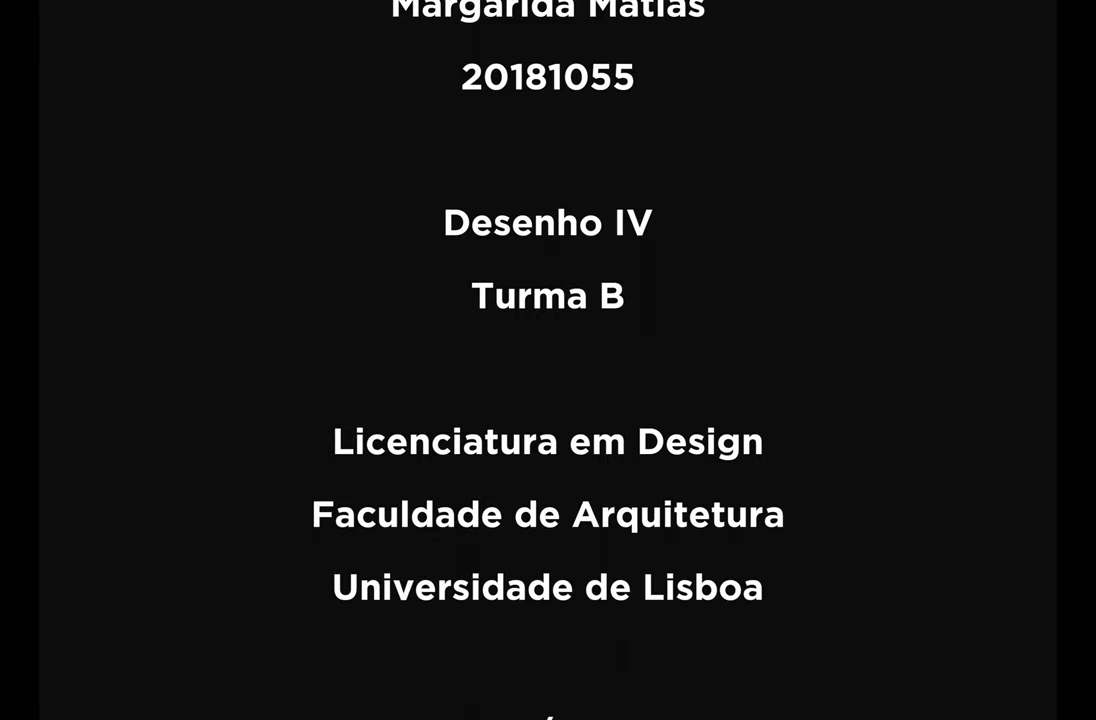 Margarida Matias
20181055
Desenho IV
Turma B
Licenciatura em Design
Faculdade de Arquitetura
Universidade de Lisboa